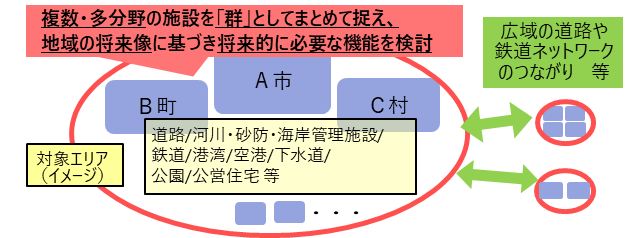 複数・多分野の施設を「群」としてまとめて捉え、
地域の将来像に基づき将来的に必要な機能を検討
広域の道路や
鉄道ネットワーク
のつながり 等
A市
B町
C村
道路/河川・砂防・海岸管理施設/
鉄道/港湾/空港/下水道/
公園/公営住宅 等
対象エリア
（イメージ）
・・・